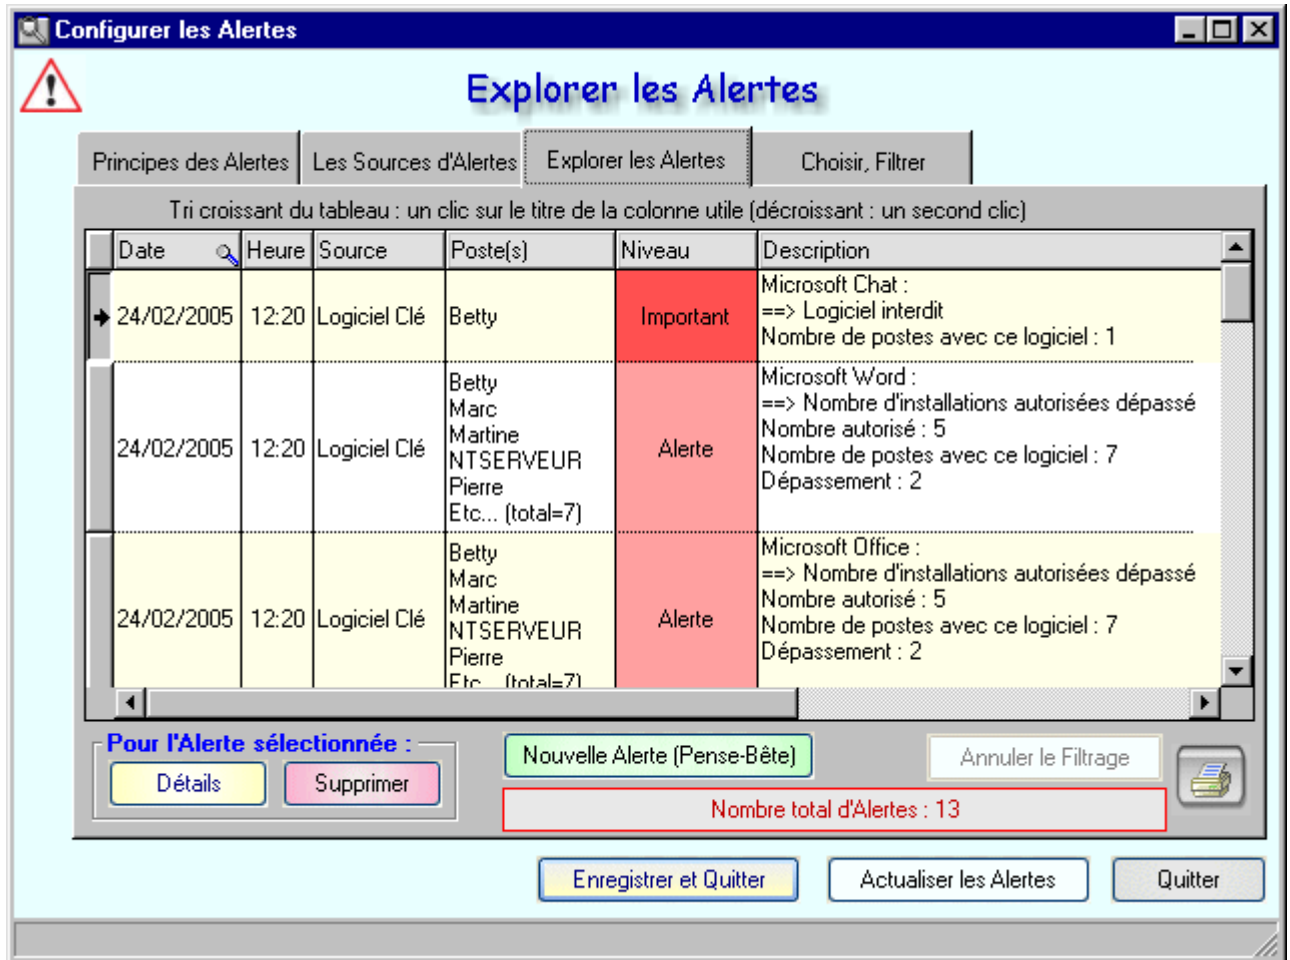 Configurer les Alertes
Explorer les Alertes
Principes des Alertes
Les Sources d'Alertes
Explorer les Alertes
Choisir, Filtrer
Tri croissant du tableau : un clic sur le titre de la colonne utile (décroissant : un second clic)
Date
Heure
Source
Poste(s)
Niveau
Description
24/02/2005
12:20
Logiciel Clé
Betty
Important
Microsoft Chat :
==> Logiciel interdit
Nombre de postes avec ce logiciel : 1
24/02/2005
12:20
Logiciel Clé
Betty
Marc
Martine
NTSERVEUR
Pierre
Etc... (total=7)
Alerte
Microsoft Word :
==> Nombre d'installations autorisées dépassé
Nombre autorisé : 5
Nombre de postes avec ce logiciel : 7
Dépassement : 2
24/02/2005
12:20
Logiciel Clé
Betty
Marc
Martine
NTSERVEUR
Pierre
Etc... (total=7)
Alerte
Microsoft Office :
==> Nombre d'installations autorisées dépassé
Nombre autorisé : 5
Nombre de postes avec ce logiciel : 7
Dépassement : 2
Pour l'Alerte sélectionnée :
Détails
Supprimer
Nouvelle Alerte (Pense-Bête)
Annuler le Filtrage
Nombre total d'Alertes : 13
Enregistrer et Quitter
Actualiser les Alertes
Quitter